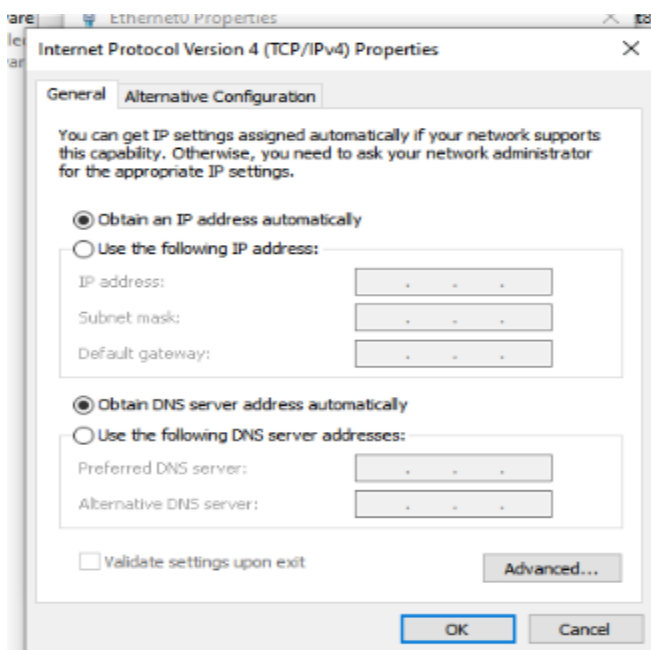 Ethernet0 Properties
Internet Protocol Version 4 (TCP/IPv4) Properties
General
Alternative Configuration
You can get IP settings assigned automatically if your network supports
this capability. Otherwise, you need to ask your network administrator
for the appropriate IP settings.
Obtain an IP address automatically
Use the following IP address:
IP address:
Subnet mask:
Default gateway:
Obtain DNS server address automatically
Use the following DNS server addresses:
Preferred DNS server:
Alternative DNS server:
Validate settings upon exit
Advanced...
OK
Cancel